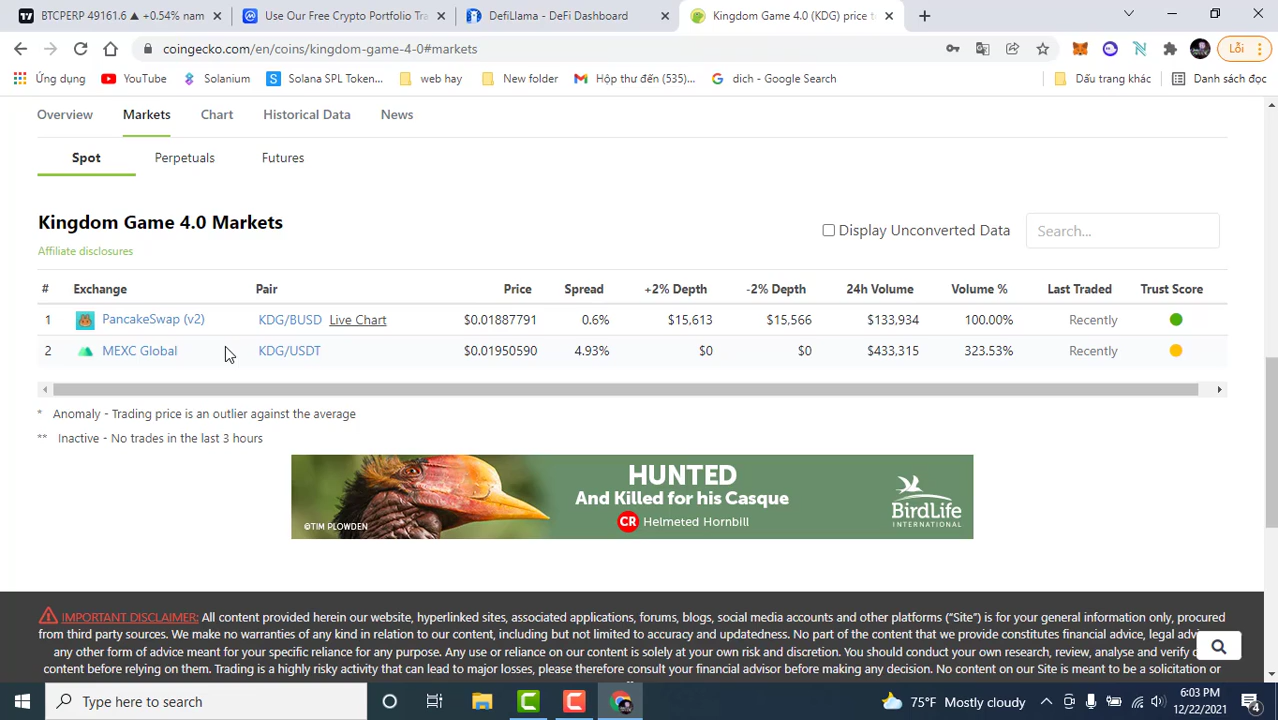 BTCPERP 49161.6 ▲ +0.54% nam
Use Our Free Crypto Portfolio Tra
DefiLlama - DeFi Dashboard
Kingdom Game 4.0 (KDG) price to
coingecko.com/en/coins/kingdom-game-4-0#markets
Lỗi
Ứng dụng YouTube Solanium Solana SPL Token... web hay New folder Hộp thư đến (535)... dich - Google Search Dấu trang khác Danh sách đọc
Overview Markets Chart Historical Data News
Spot Perpetuals Futures
Kingdom Game 4.0 Markets
Display Unconverted Data Search...
Affiliate disclosures
# Exchange Pair Price Spread +2% Depth -2% Depth 24h Volume Volume % Last Traded Trust Score
1 PancakeSwap (v2) KDG/BUSD Live Chart $0.01887791 0.6% $15,613 $15,566 $133,934 100.00% Recently
2 MEXC Global KDG/USDT $0.01950590 4.93% $0 $0 $433,315 323.53% Recently
* Anomaly - Trading price is an outlier against the average
** Inactive - No trades in the last 3 hours
HUNTED
And Killed for his Casque
CR Helmeted Hornbill
©TIM PLOWDEN
BirdLife
INTERNATIONAL
IMPORTANT DISCLAIMER: All content provided herein our website, hyperlinked sites, associated applications, forums, blogs, social media accounts and other platforms (“Site”) is for your general information only, procured
from third party sources. We make no warranties of any kind in relation to our content, including but not limited to accuracy and updatedness. No part of the content that we provide constitutes financial advice, legal
any other form of advice meant for your specific reliance for any purpose. Any use or reliance on our content is solely at your own risk and discretion. You should conduct your own research, review, analyse and verify
content before relying on them. Trading is a highly risky activity that can lead to major losses, please therefore consult your financial advisor before making any decision. No content on our Site is meant to be a solicitation or
Type here to search
75°F Mostly cloudy
6:03 PM
12/22/2021
4